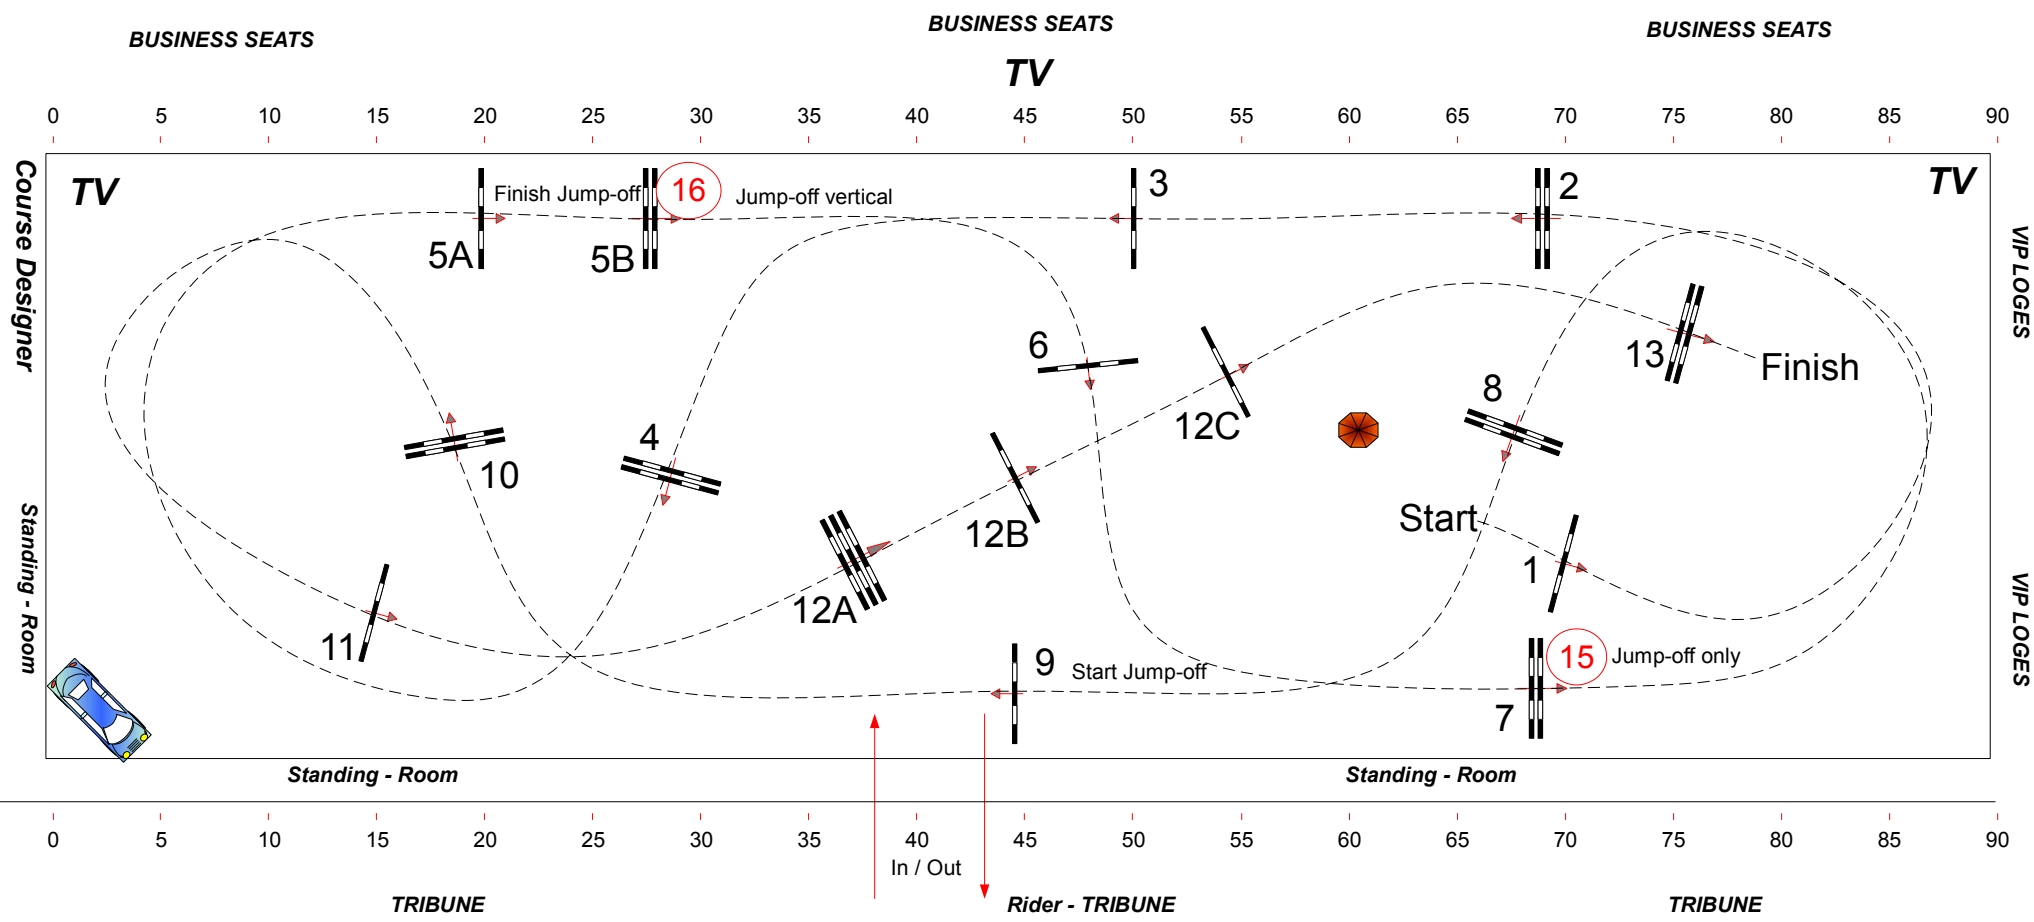 BUSINESS SEATS
BUSINESS SEATS
BUSINESS SEATS
TV
0 5 10 15 20 25 30 35 40 45 50 55 60 65 70 75 80 85 90
Course Designer
Standing - Room
TV
TV
VIP LOGES
VIP LOGES
Finish Jump-off
16
Jump-off vertical
3
2
5A
5B
6
13
Finish
8
12C
4
10
Start
12B
1
12A
11
9
Start Jump-off
15
Jump-off only
7
Standing - Room
Standing - Room
0 5 10 15 20 25 30 35 40 45 50 55 60 65 70 75 80 85 90
In / Out
TRIBUNE
Rider - TRIBUNE
TRIBUNE